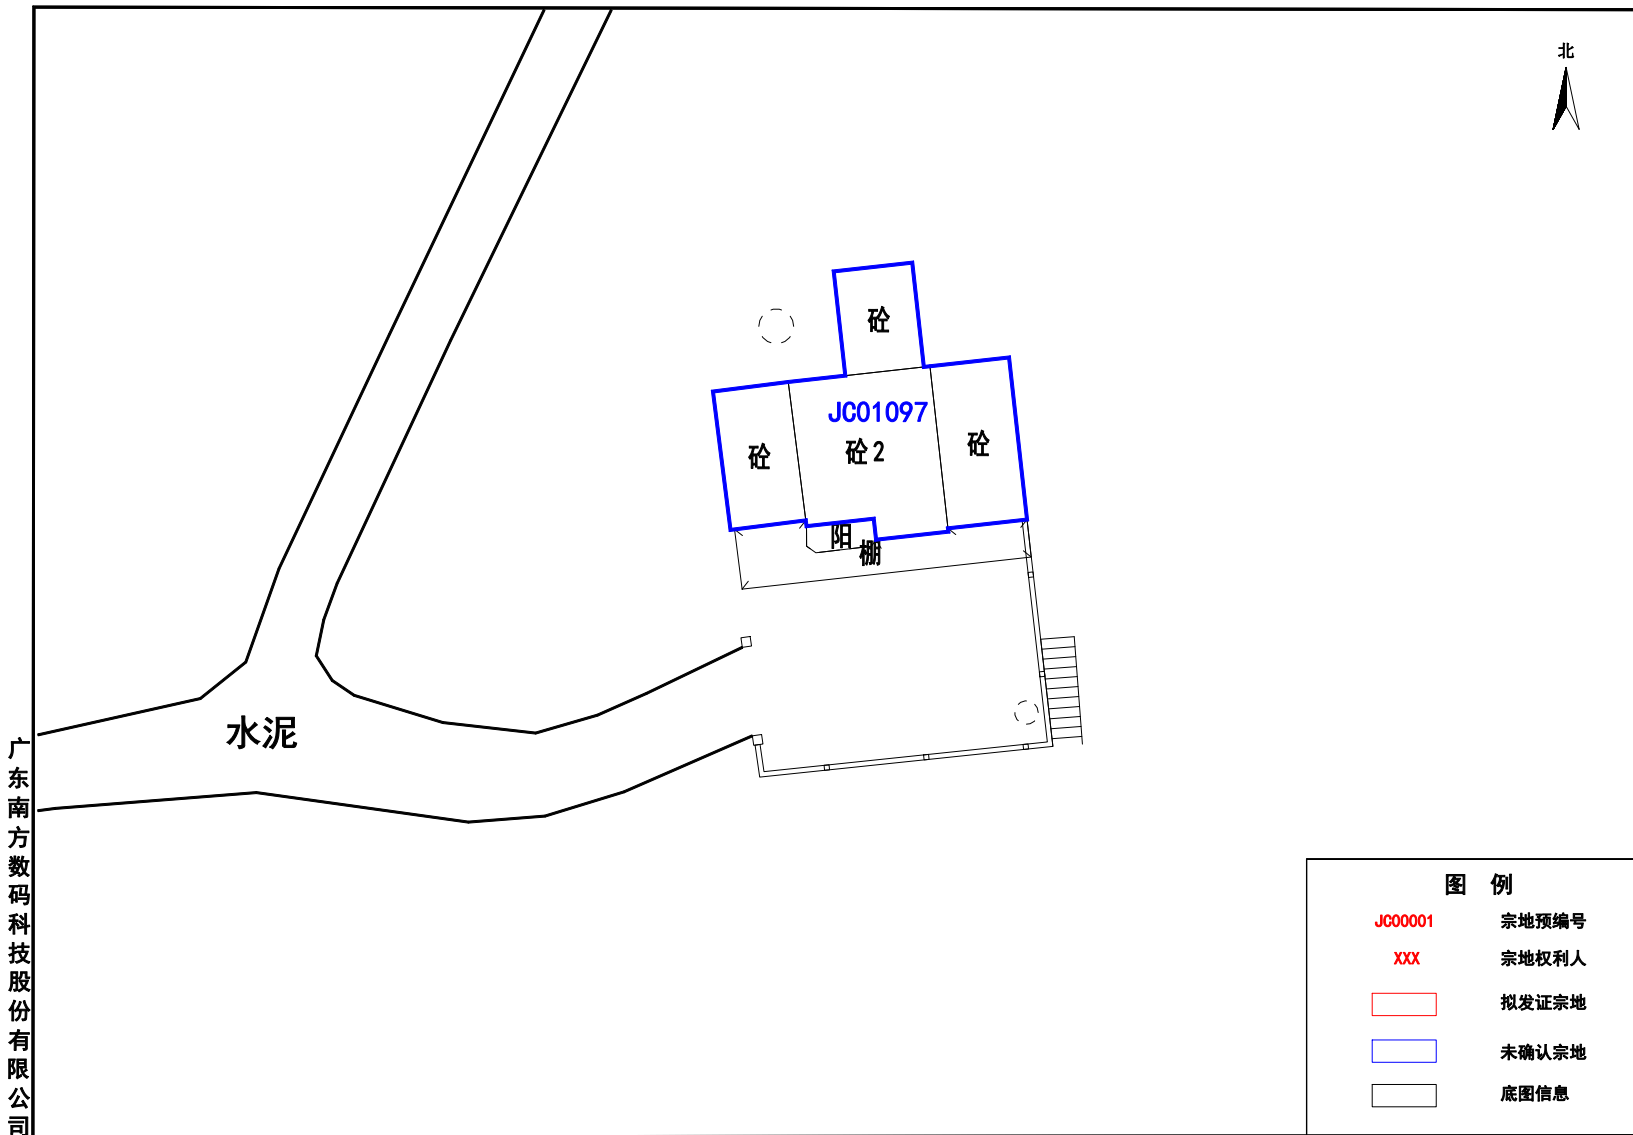 北
砼
JC01097
砼2
砼
砼
阳
棚
水泥
广东南方数码科技股份有限公司
图 例
JC00001 宗地预编号
XXX 宗地权利人
拟发证宗地
未确认宗地
底图信息